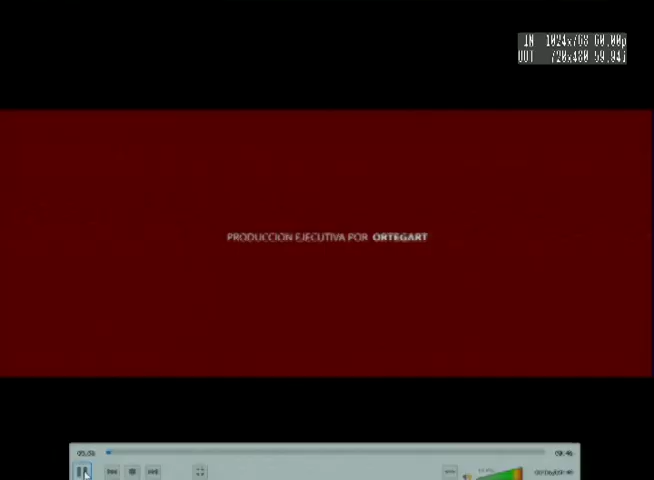 IN 1024x768 60.00p
OUT 720x480 59.94i
PRODUCCION EJECUTIVA POR ORTEGART